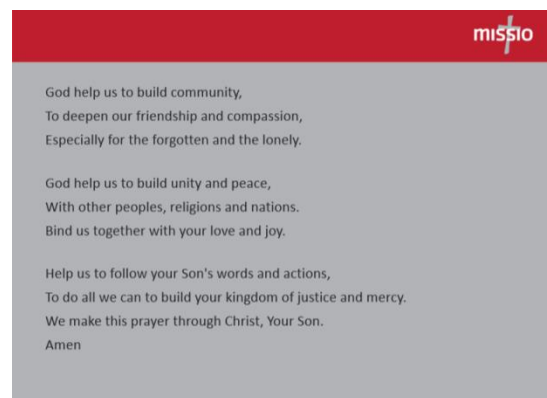 missio
God help us to build community,
To deepen our friendship and compassion,
Especially for the forgotten and the lonely.
God help us to build unity and peace,
With other peoples, religions and nations.
Bind us together with your love and joy.
Help us to follow your Son's words and actions,
To do all we can to build your kingdom of justice and mercy.
We make this prayer through Christ, Your Son.
Amen